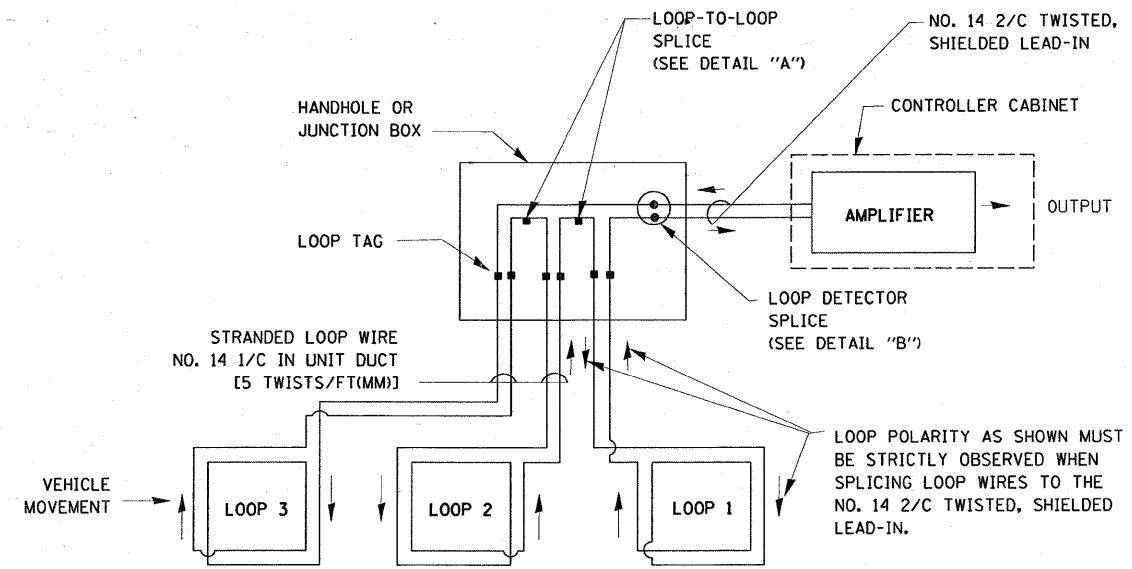 LOOP-TO-LOOP
SPLICE
(SEE DETAIL "A")
NO. 14 2/C TWISTED,
SHIELDED LEAD-IN
HANDHOLE OR
JUNCTION BOX
CONTROLLER CABINET
AMPLIFIER
OUTPUT
LOOP TAG
LOOP DETECTOR
SPLICE
(SEE DETAIL "B")
STRANDED LOOP WIRE
NO. 14 1/C IN UNIT DUCT
[5 TWISTS/FT(MM)]
LOOP POLARITY AS SHOWN MUST
BE STRICTLY OBSERVED WHEN
SPLICING LOOP WIRES TO THE
NO. 14 2/C TWISTED, SHIELDED
LEAD-IN.
VEHICLE
MOVEMENT
LOOP 3
LOOP 2
LOOP 1